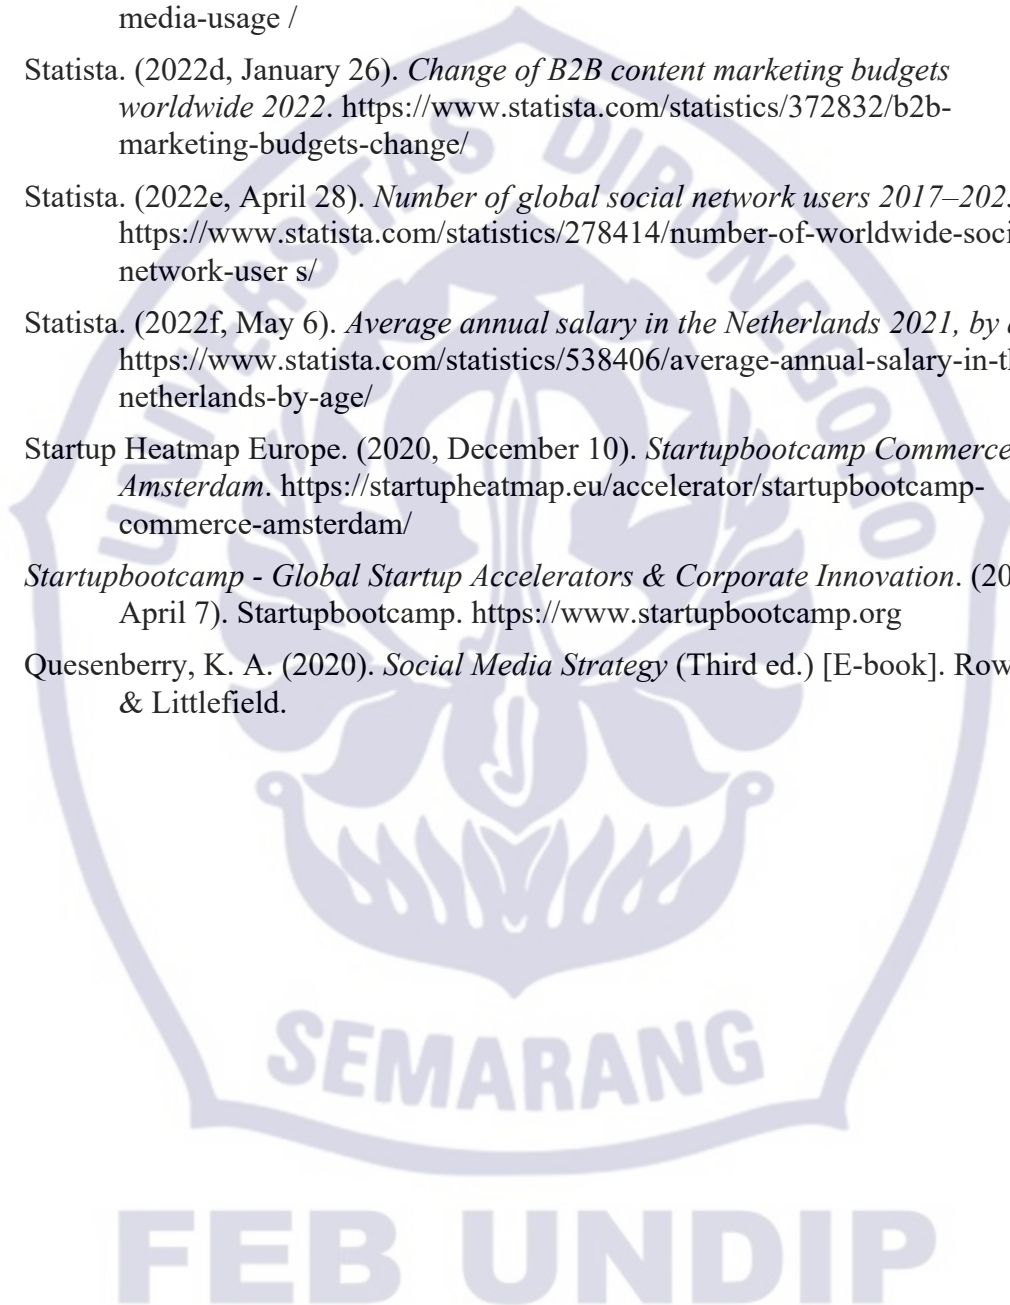 media-usage /
Statista. (2022d, January 26). Change of B2B content marketing budgets
worldwide 2022. https://www.statista.com/statistics/372832/b2b-
marketing-budgets-change/
Statista. (2022e, April 28). Number of global social network users 2017–202
https://www.statista.com/statistics/278414/number-of-worldwide-soci
network-user s/
Statista. (2022f, May 6). Average annual salary in the Netherlands 2021, by
https://www.statista.com/statistics/538406/average-annual-salary-in-t
netherlands-by-age/
Startup Heatmap Europe. (2020, December 10). Startupbootcamp Commerce
Amsterdam. https://startupheatmap.eu/accelerator/startupbootcamp-
commerce-amsterdam/
Startupbootcamp - Global Startup Accelerators & Corporate Innovation. (20
April 7). Startupbootcamp. https://www.startupbootcamp.org
Quesenberry, K. A. (2020). Social Media Strategy (Third ed.) [E-book]. Row
& Littlefield.
UNIVERSITAS DIPONEGORO
SEMARANG
FEB UNDIP